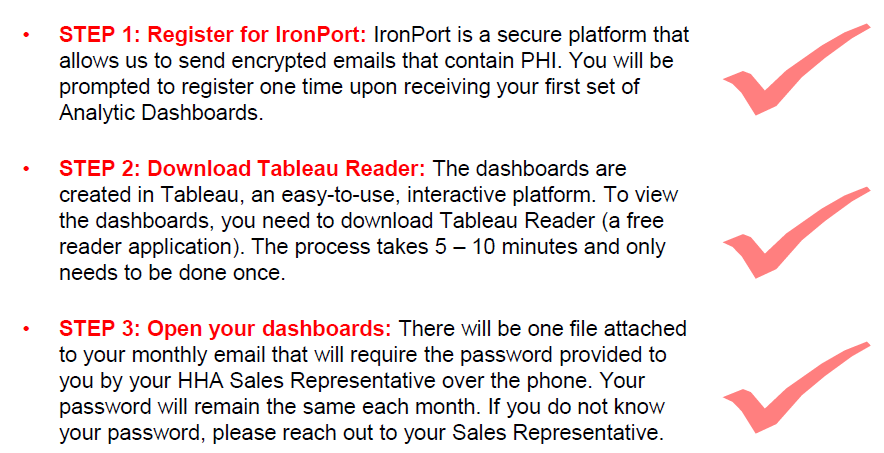 • STEP 1: Register for IronPort: IronPort is a secure platform that
allows us to send encrypted emails that contain PHI. You will be
prompted to register one time upon receiving your first set of
Analytic Dashboards.
• STEP 2: Download Tableau Reader: The dashboards are
created in Tableau, an easy-to-use, interactive platform. To view
the dashboards, you need to download Tableau Reader (a free
reader application). The process takes 5 – 10 minutes and only
needs to be done once.
• STEP 3: Open your dashboards: There will be one file attached
to your monthly email that will require the password provided to
you by your HHA Sales Representative over the phone. Your
password will remain the same each month. If you do not know
your password, please reach out to your Sales Representative.